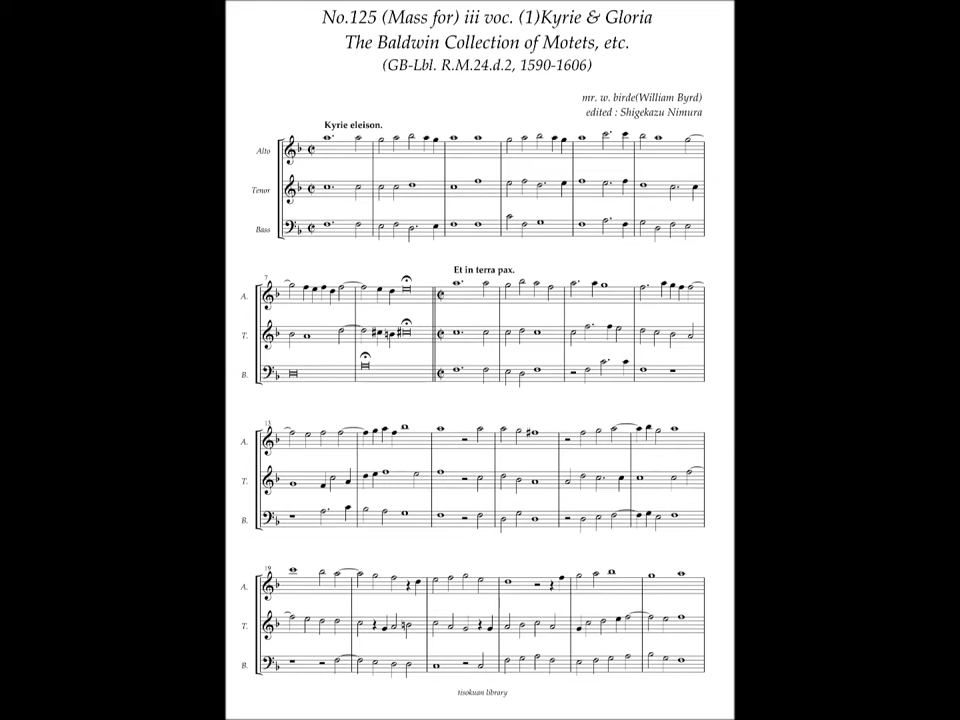 No.125 (Mass for) iii voc. (1)Kyrie & Gloria
The Baldwin Collection of Motets, etc.
(GB-Lbl. R.M.24.d.2, 1590-1606)
mr. w. birde(William Byrd)
edited : Shigekazu Nimura
Kyrie eleison.
Alto
Tenor
Bass
7
Et in terra pax.
A.
T.
B.
13
A.
T.
B.
19
A.
T.
B.
tisokuan library